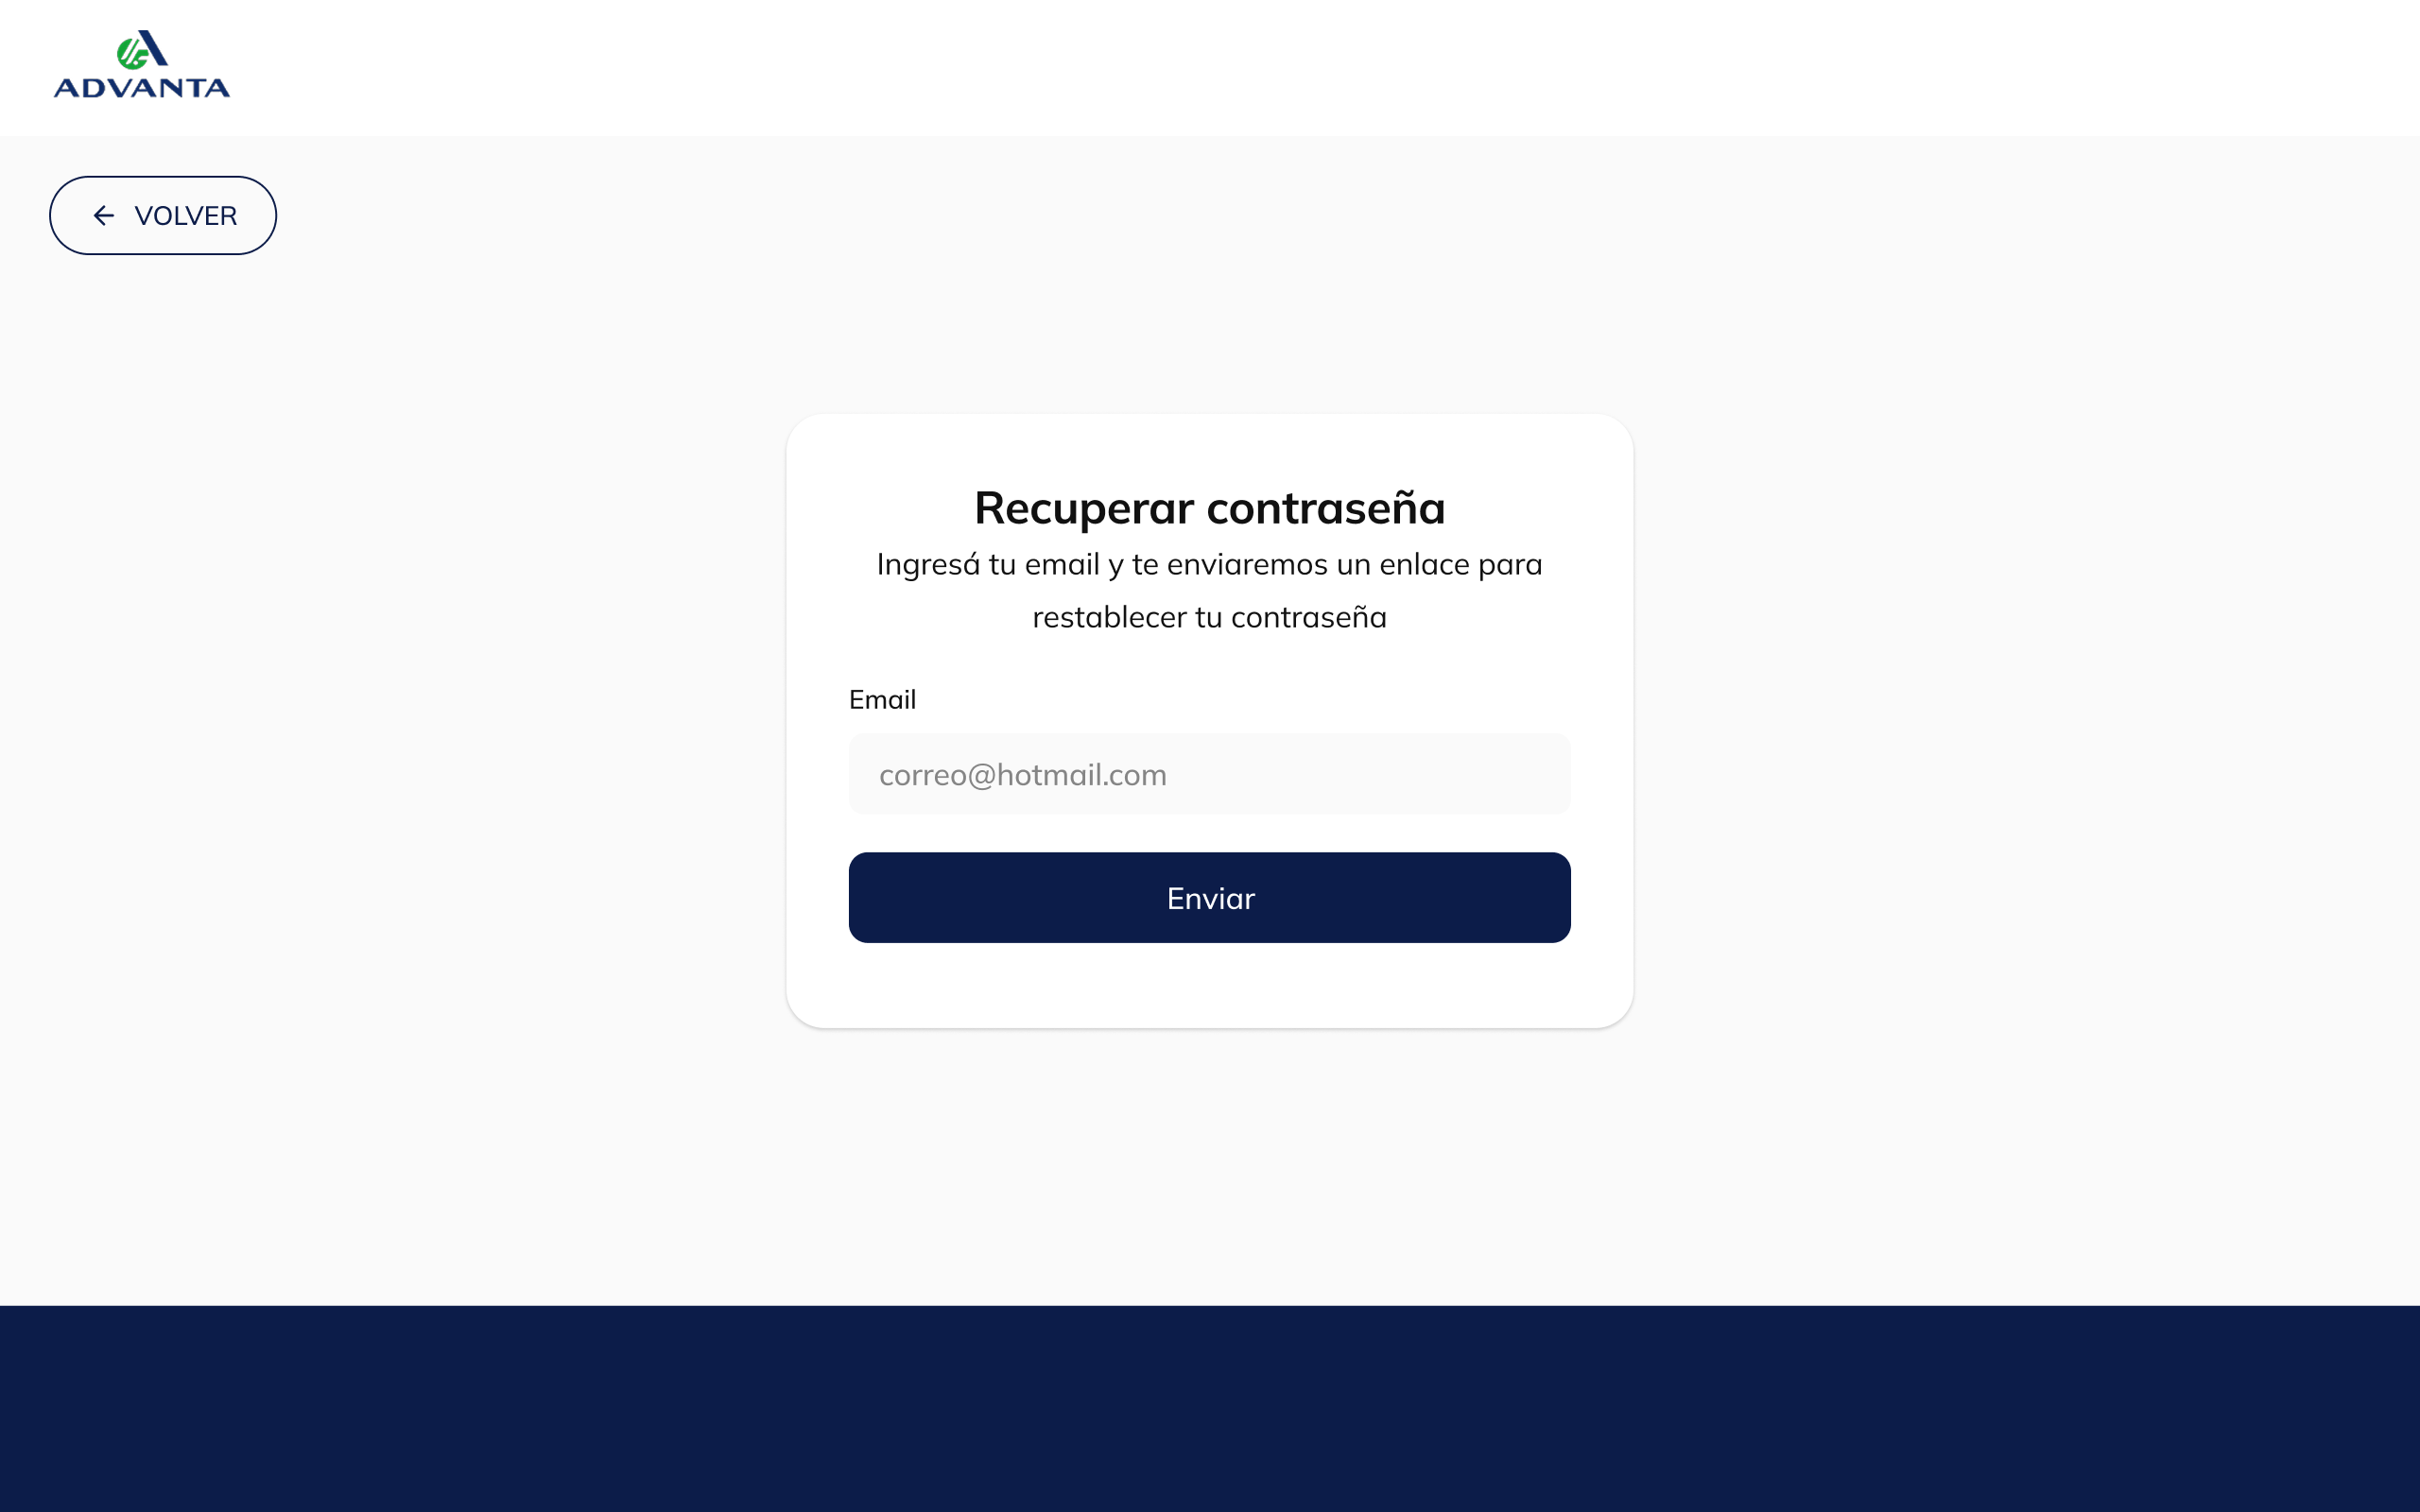 ADVANTA
VOLVER
Recuperar contraseña
Ingresá tu email y te enviaremos un enlace para
restablecer tu contraseña
Email
correo@hotmail.com
Enviar